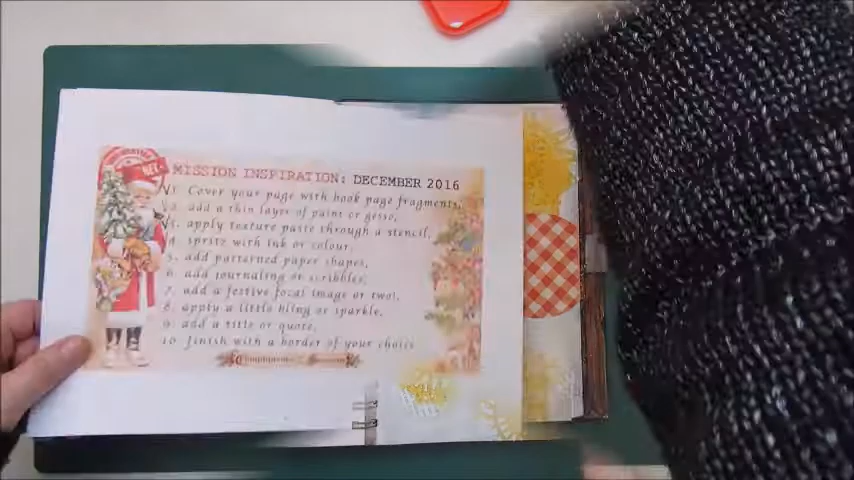 MISSION INSPIRATION: DECEMBER 2016
1. Cover your page with book page fragments,
2. add a thin layer of paint or gesso,
3. apply texture paste through a stencil,
4. spritz with ink or colour,
5. add patterned paper shapes,
6. add journaling or scribbles,
7. add a festive focal image or two!,
8. apply a little bling or sparkle,
9. add a title or quote,
10. finish with a border of your choice